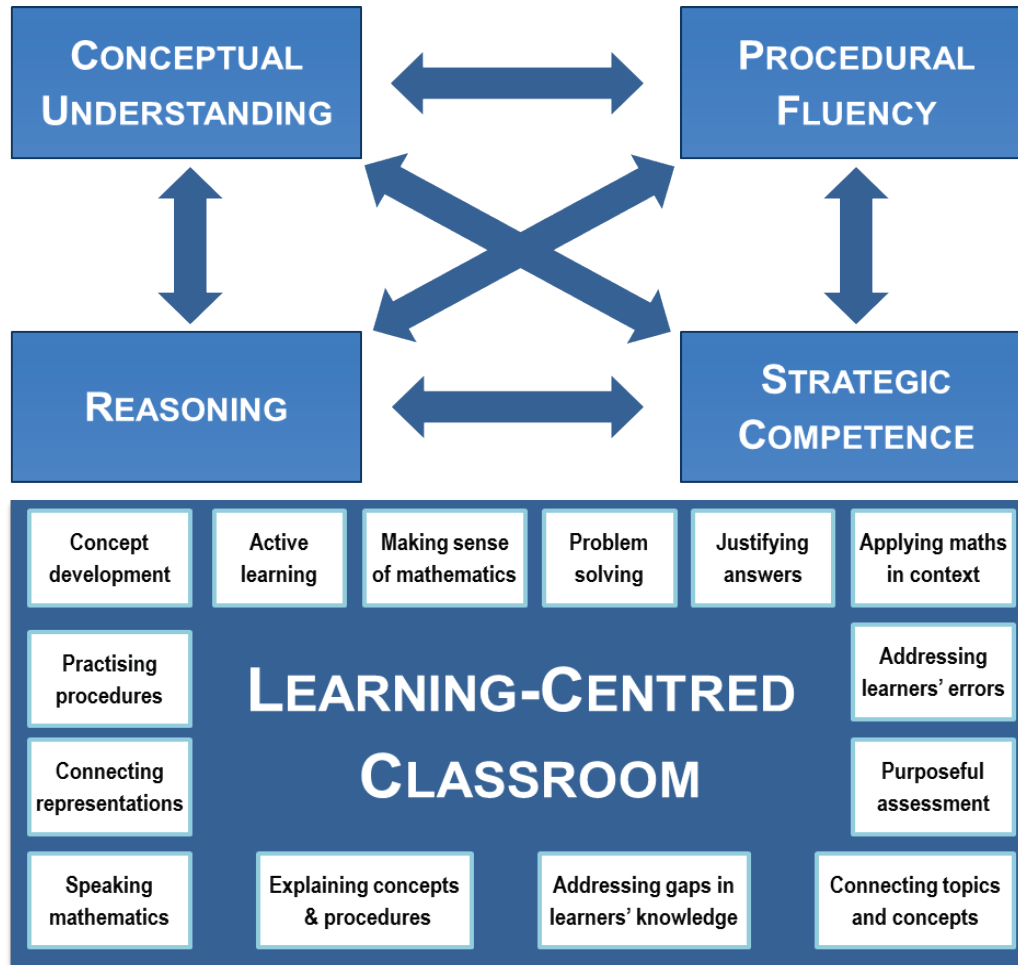 CONCEPTUAL
UNDERSTANDING
PROCEDURAL
FLUENCY
REASONING
STRATEGIC
COMPETENCE
Concept
development
Active
learning
Making sense
of mathematics
Problem
solving
Justifying
answers
Applying maths
in context
Practising
procedures
LEARNING-CENTRED
CLASSROOM
Addressing
learners’ errors
Connecting
representations
Purposeful
assessment
Speaking
mathematics
Explaining concepts
& procedures
Addressing gaps in
learners’ knowledge
Connecting topics
and concepts